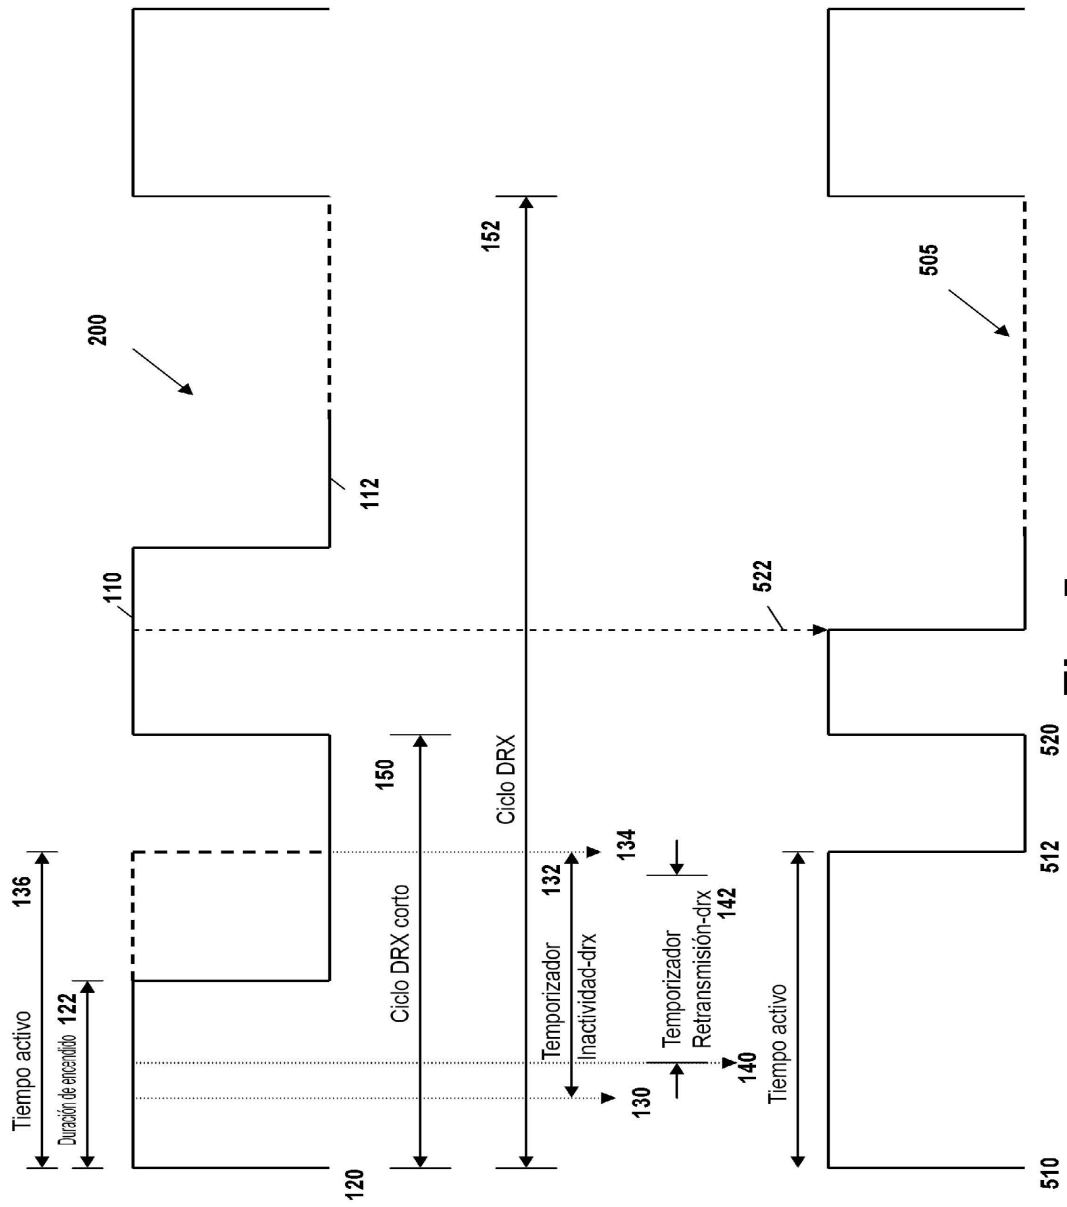 Tiempo activo 136
Duración de encendido 122
200
110
120
112
Ciclo DRX corto
150
Ciclo DRX
152
Temporizador
Inactividad-drx
132
130
134
Temporizador
Retransmisión-drx
142
140
522
Tiempo activo
505
510
512
520